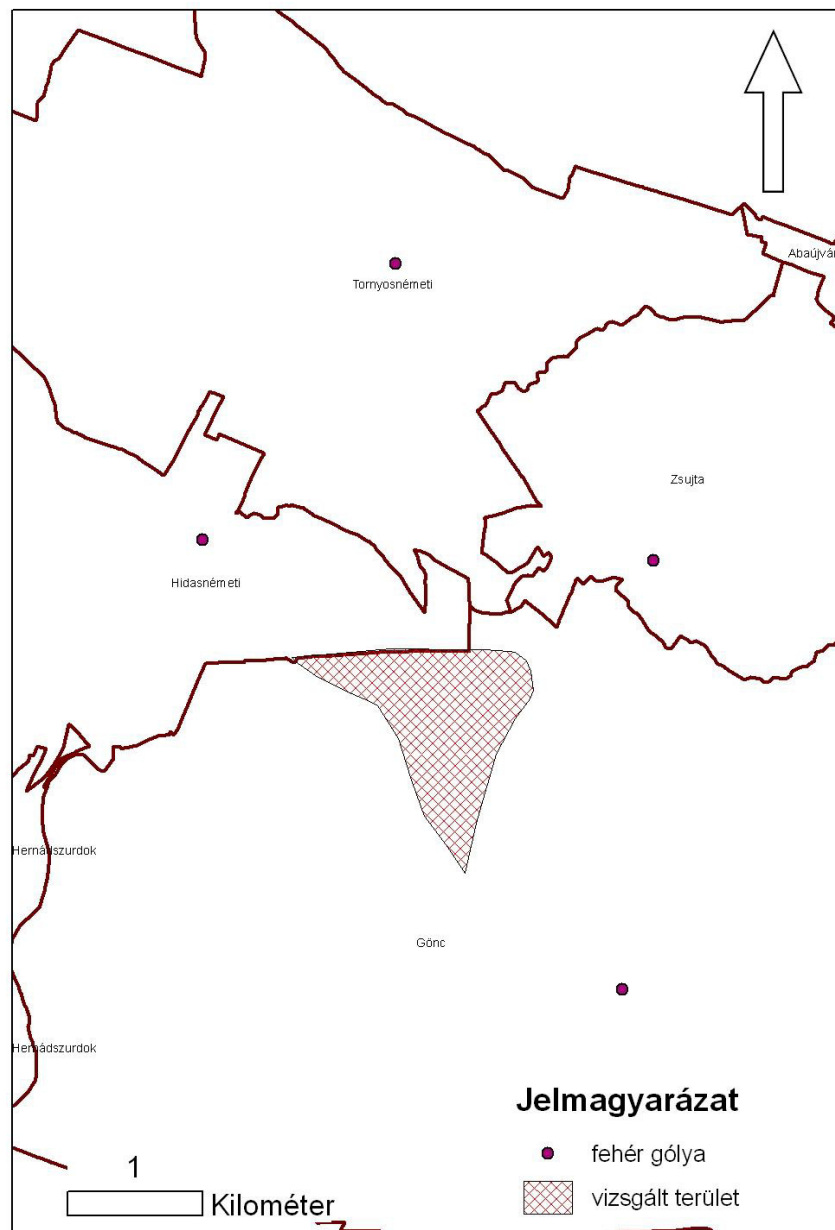 Abaújvár
Tornyosnémeti
Zsujta
Hidasnémeti
Hernádszurdok
Gönc
Hernádszurdok
Jelmagyarázat
fehér gólya
vizsgált terület
1
Kilométer